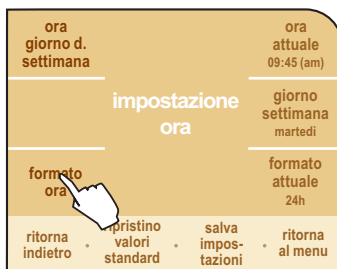 ora
giorno d.
settimana
ora
attuale
09:45 (am)
impostazione
ora
giorno
settimana
martedi
formato
ora
formato
attuale
24h
ritorna
indietro
ripristino
valori
standard
salva
impos-
tazioni
ritorna
al menu